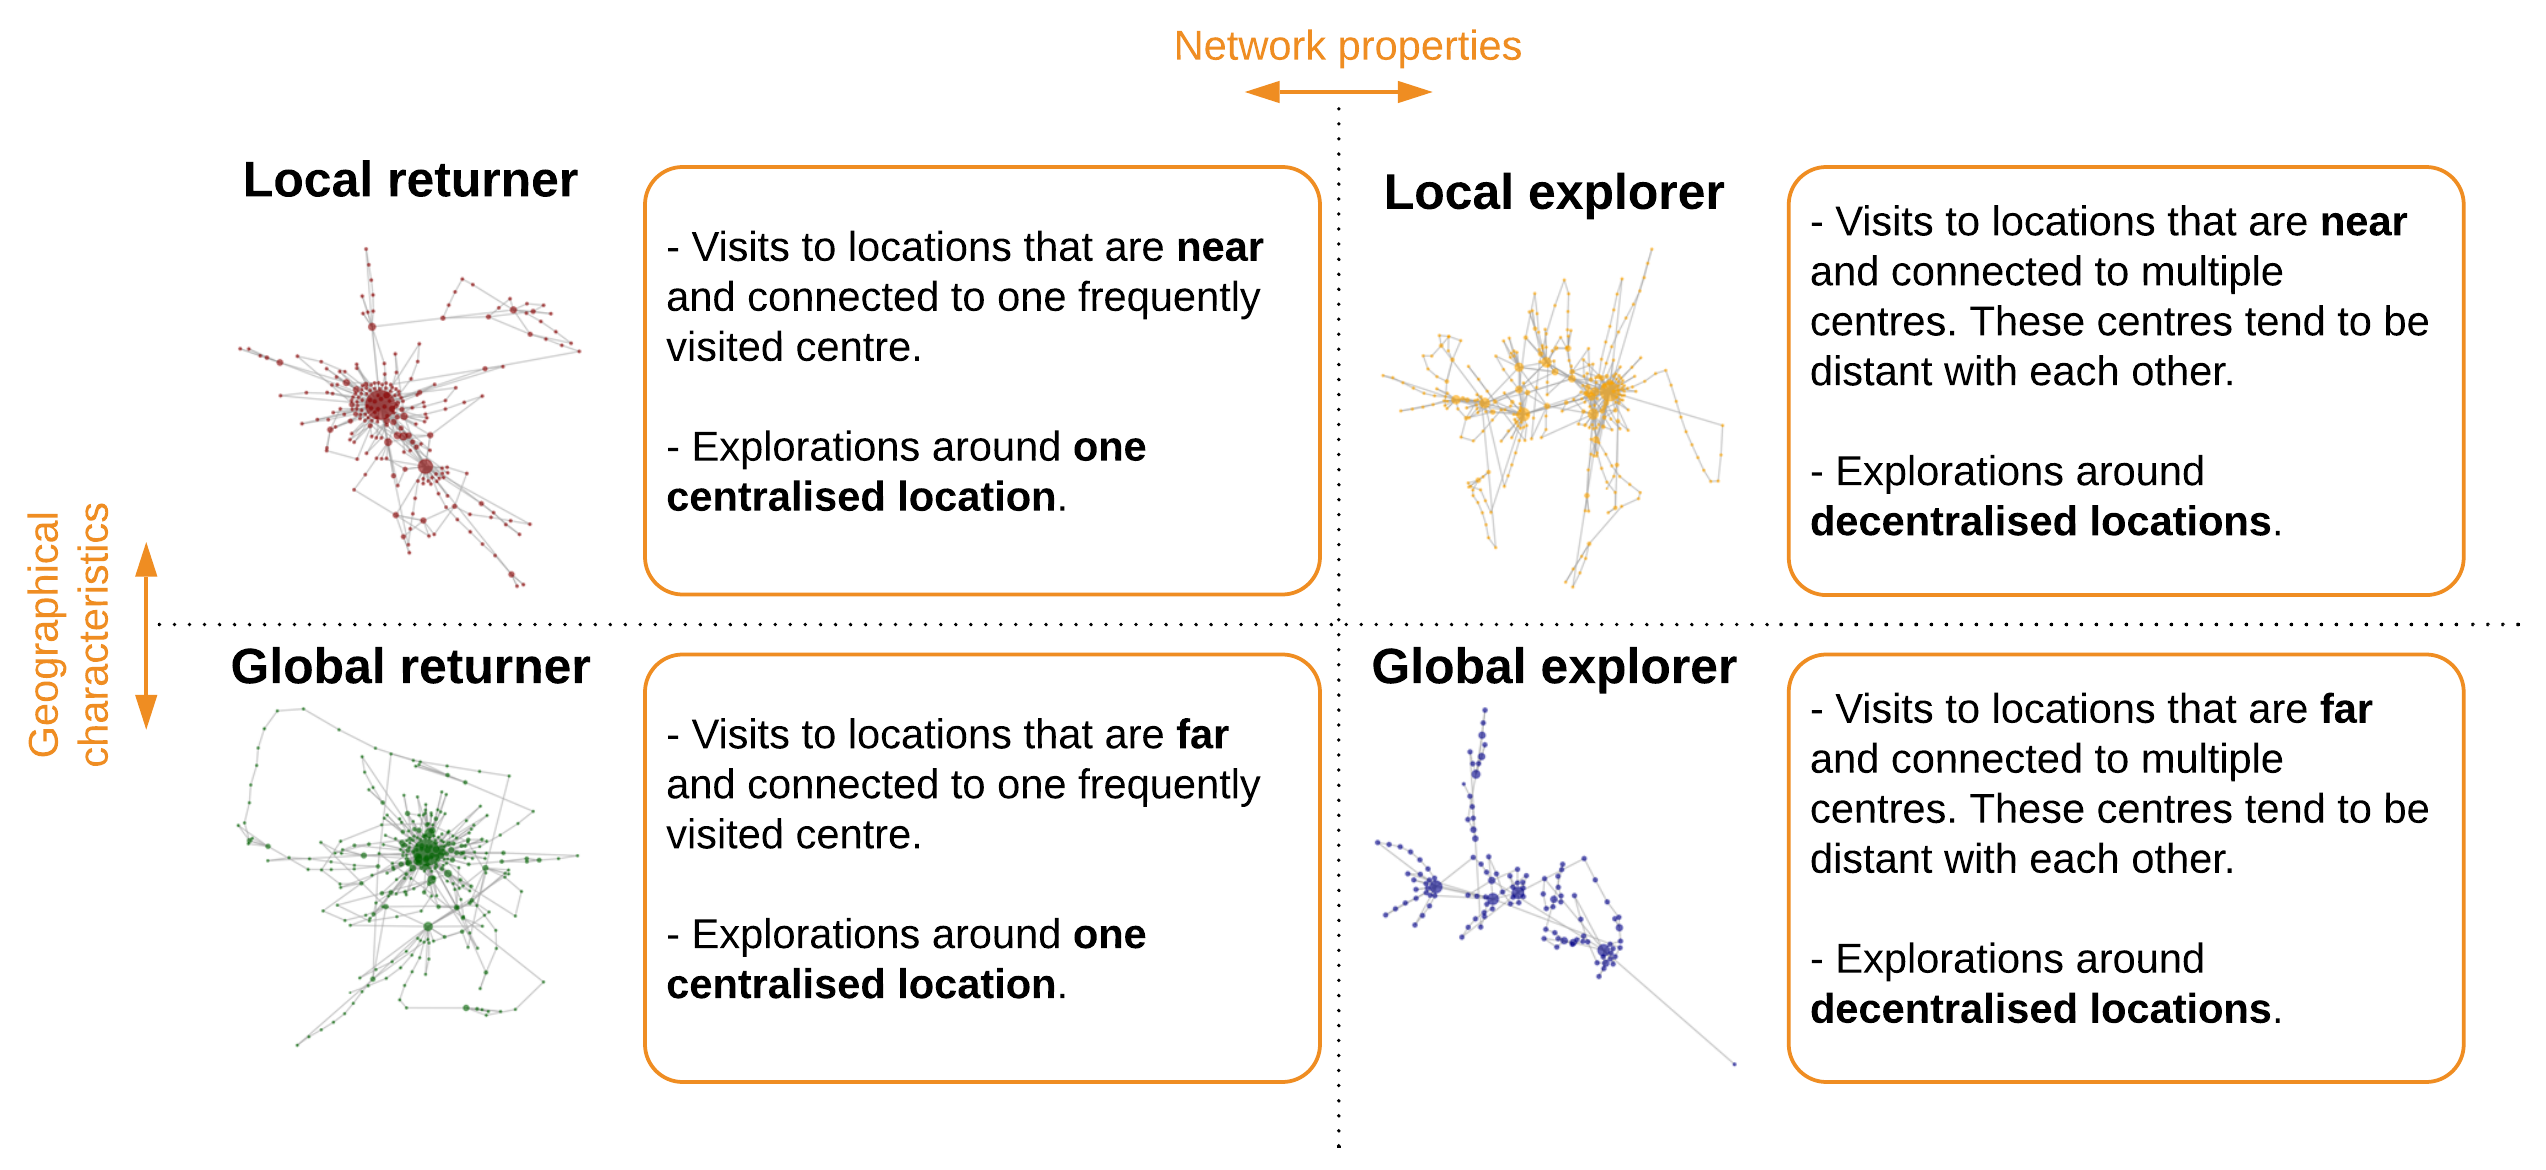 Network properties
Geographical
characteristics
Local returner
- Visits to locations that are near
and connected to one frequently
visited centre.
- Explorations around one
centralised location.
Local explorer
- Visits to locations that are near
and connected to multiple
centres. These centres tend to be
distant with each other.
- Explorations around
decentralised locations.
Global returner
- Visits to locations that are far
and connected to one frequently
visited centre.
- Explorations around one
centralised location.
Global explorer
- Visits to locations that are far
and connected to multiple
centres. These centres tend to be
distant with each other.
- Explorations around
decentralised locations.